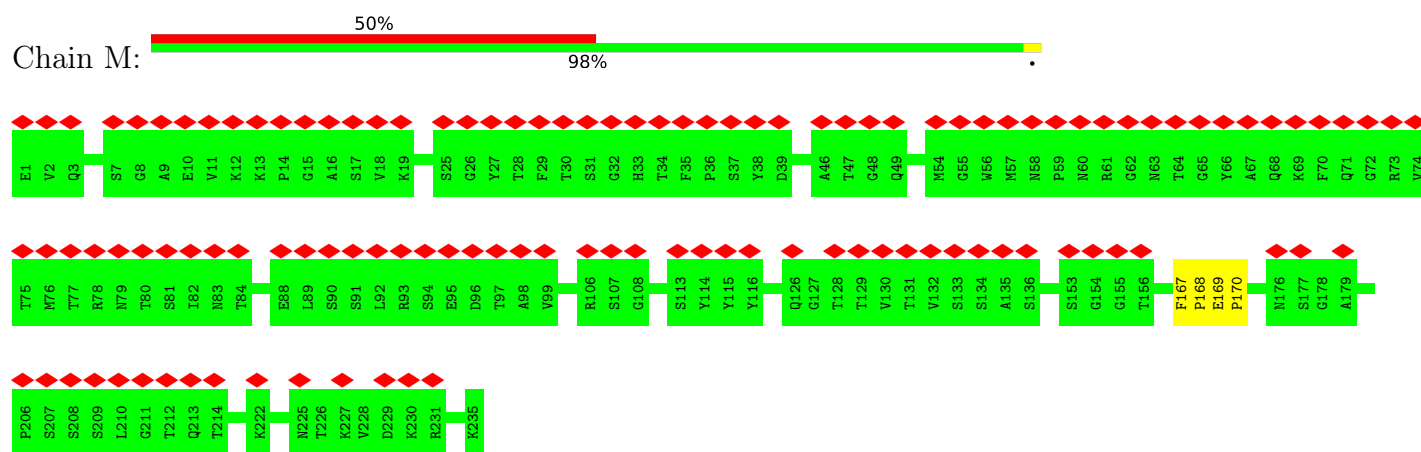 50%
Chain M:
98%
.
E1 V2 Q3 S7 G8 A9 E10 V11 K12 K13 P14 G15 A16 S17 V18 K19 S25 G26 Y27 T28 F29 T30 S31 G32 H33 T34 F35 P36 S37 Y38 D39 A46 T47 G48 Q49 M54 G55 W56 M57 N58 P59 N60 R61 G62 N63 T64 G65 Y66 A67 Q68 K69 F70 Q71 G72 R73 V74
T75 M76 T77 R78 N79 T80 S81 I82 N83 T84 E88 L89 S90 S91 L92 R93 S94 E95 D96 T97 A98 V99 R106 S107 G108 S113 Y114 Y115 Y116 Q126 G127 T128 T129 V130 T131 V132 S133 S134 A135 S136 S153 G154 G155 T156 F167 P168 E169 P170 N176 S177 G178 A179
P206 S207 S208 S209 L210 G211 T212 Q213 T214 K222 N225 T226 K227 V228 D229 K230 R231 K235